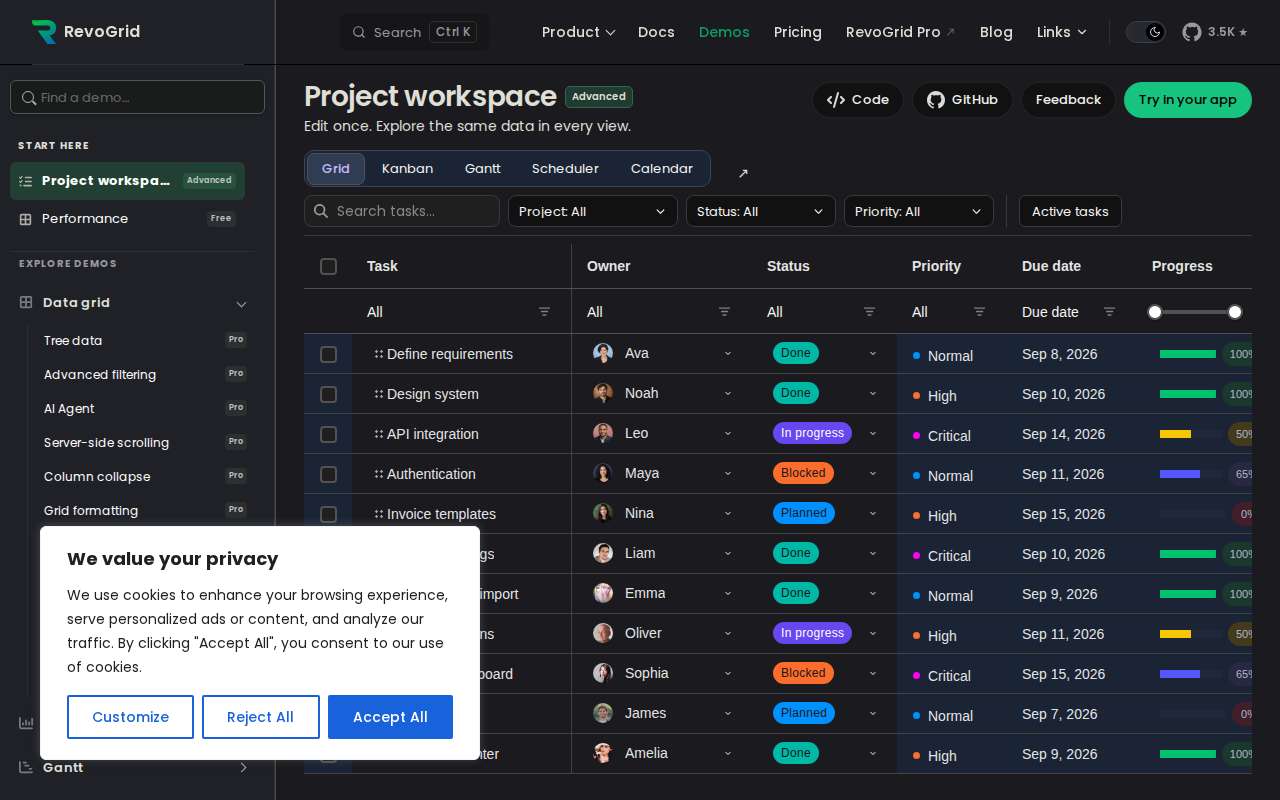 RevoGrid
Search Ctrl K
Product Docs Demos Pricing RevoGrid Pro ↗ Blog Links 3.5K ★
Find a demo...
START HERE
Project workspa... Advanced
Performance Free
EXPLORE DEMOS
Data grid
Tree data Pro
Advanced filtering Pro
AI Agent Pro
Server-side scrolling Pro
Column collapse Pro
Grid formatting Pro
Gantt
Project workspace Advanced
Edit once. Explore the same data in every view.
Code GitHub Feedback Try in your app
Grid Kanban Gantt Scheduler Calendar ↗
Search tasks... Project: All Status: All Priority: All Active tasks
Task Owner Status Priority Due date Progress
All All All All Due date
Define requirements Ava Done Normal Sep 8, 2026 100%
Design system Noah Done High Sep 10, 2026 100%
API integration Leo In progress Critical Sep 14, 2026 50%
Authentication Maya Blocked Normal Sep 11, 2026 65%
Invoice templates Nina Planned High Sep 15, 2026 0%
gs Liam Done Critical Sep 10, 2026 100%
import Emma Done Normal Sep 9, 2026 100%
ns Oliver In progress High Sep 11, 2026 50%
board Sophia Blocked Critical Sep 15, 2026 65%
James Planned Normal Sep 7, 2026 0%
nter Amelia Done High Sep 9, 2026 100%
We value your privacy
We use cookies to enhance your browsing experience,
serve personalized ads or content, and analyze our
traffic. By clicking "Accept All", you consent to our use
of cookies.
Customize Reject All Accept All